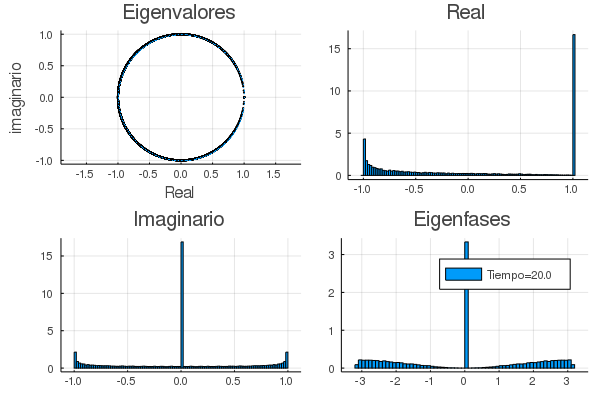 Eigenvalores
imaginario
1.0
0.5
0.0
-0.5
-1.0
-1.5 -1.0 -0.5 0.0 0.5 1.0 1.5
Real
Real
15
10
5
0
-1.0 -0.5 0.0 0.5 1.0
Imaginario
15
10
5
0
-1.0 -0.5 0.0 0.5 1.0
Eigenfases
3
2
1
0
Tiempo=20.0
-3 -2 -1 0 1 2 3